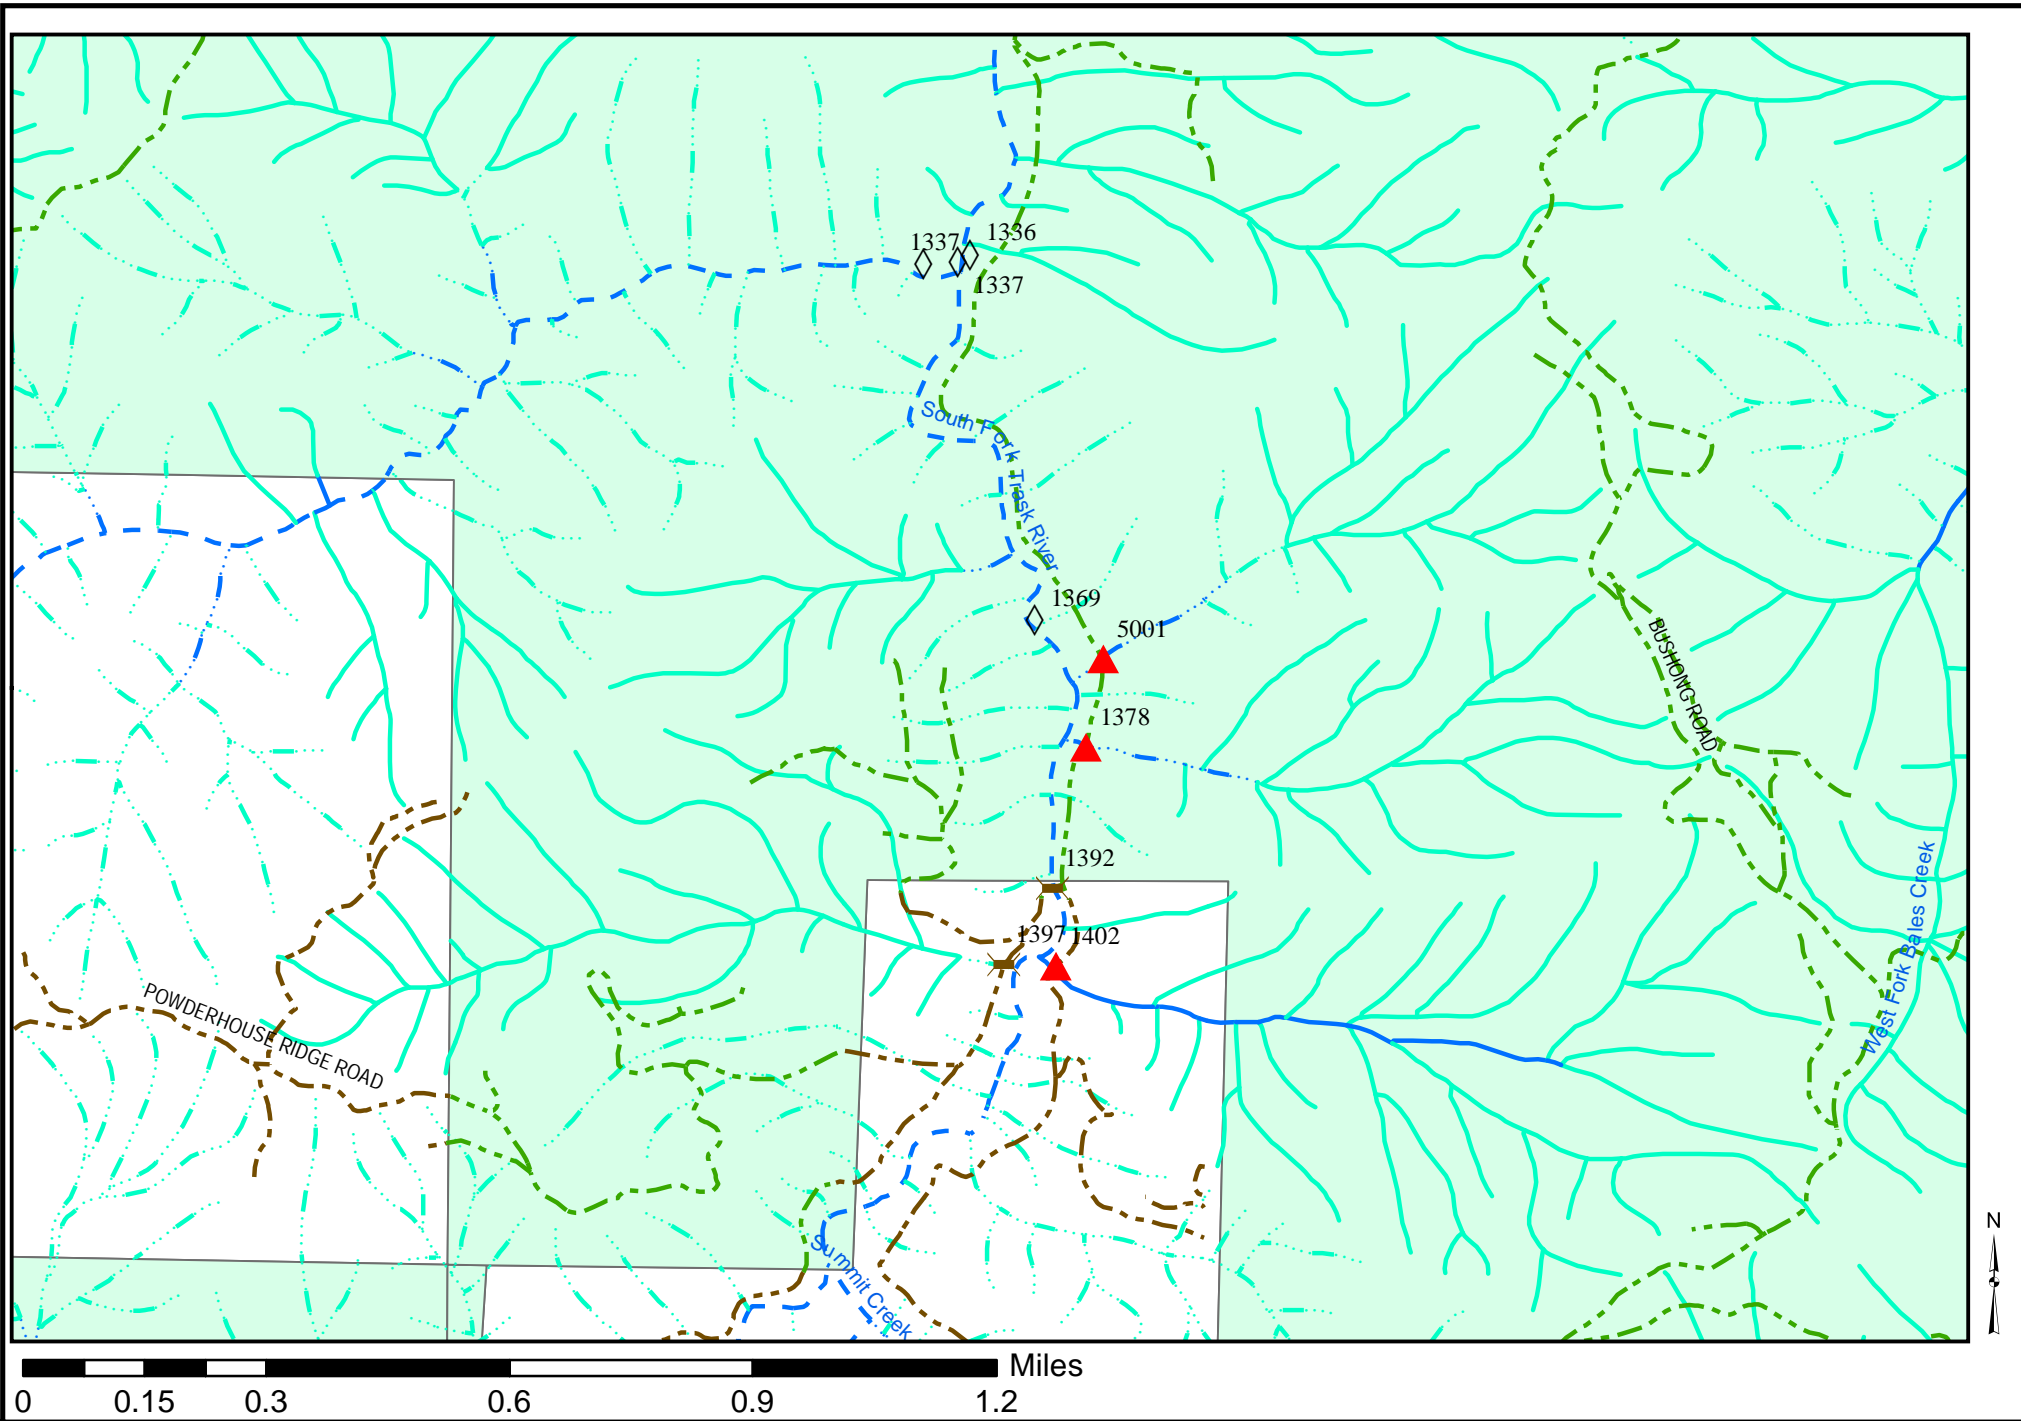 1336
1337
1337
South Fork Trask River
1369
5001
BUSHONG ROAD
1378
1392
West Fork Bales Creek
1397
1402
POWDERHOUSE RIDGE ROAD
N
Summit Creek
Miles
0
0.15
0.3
0.6
0.9
1.2